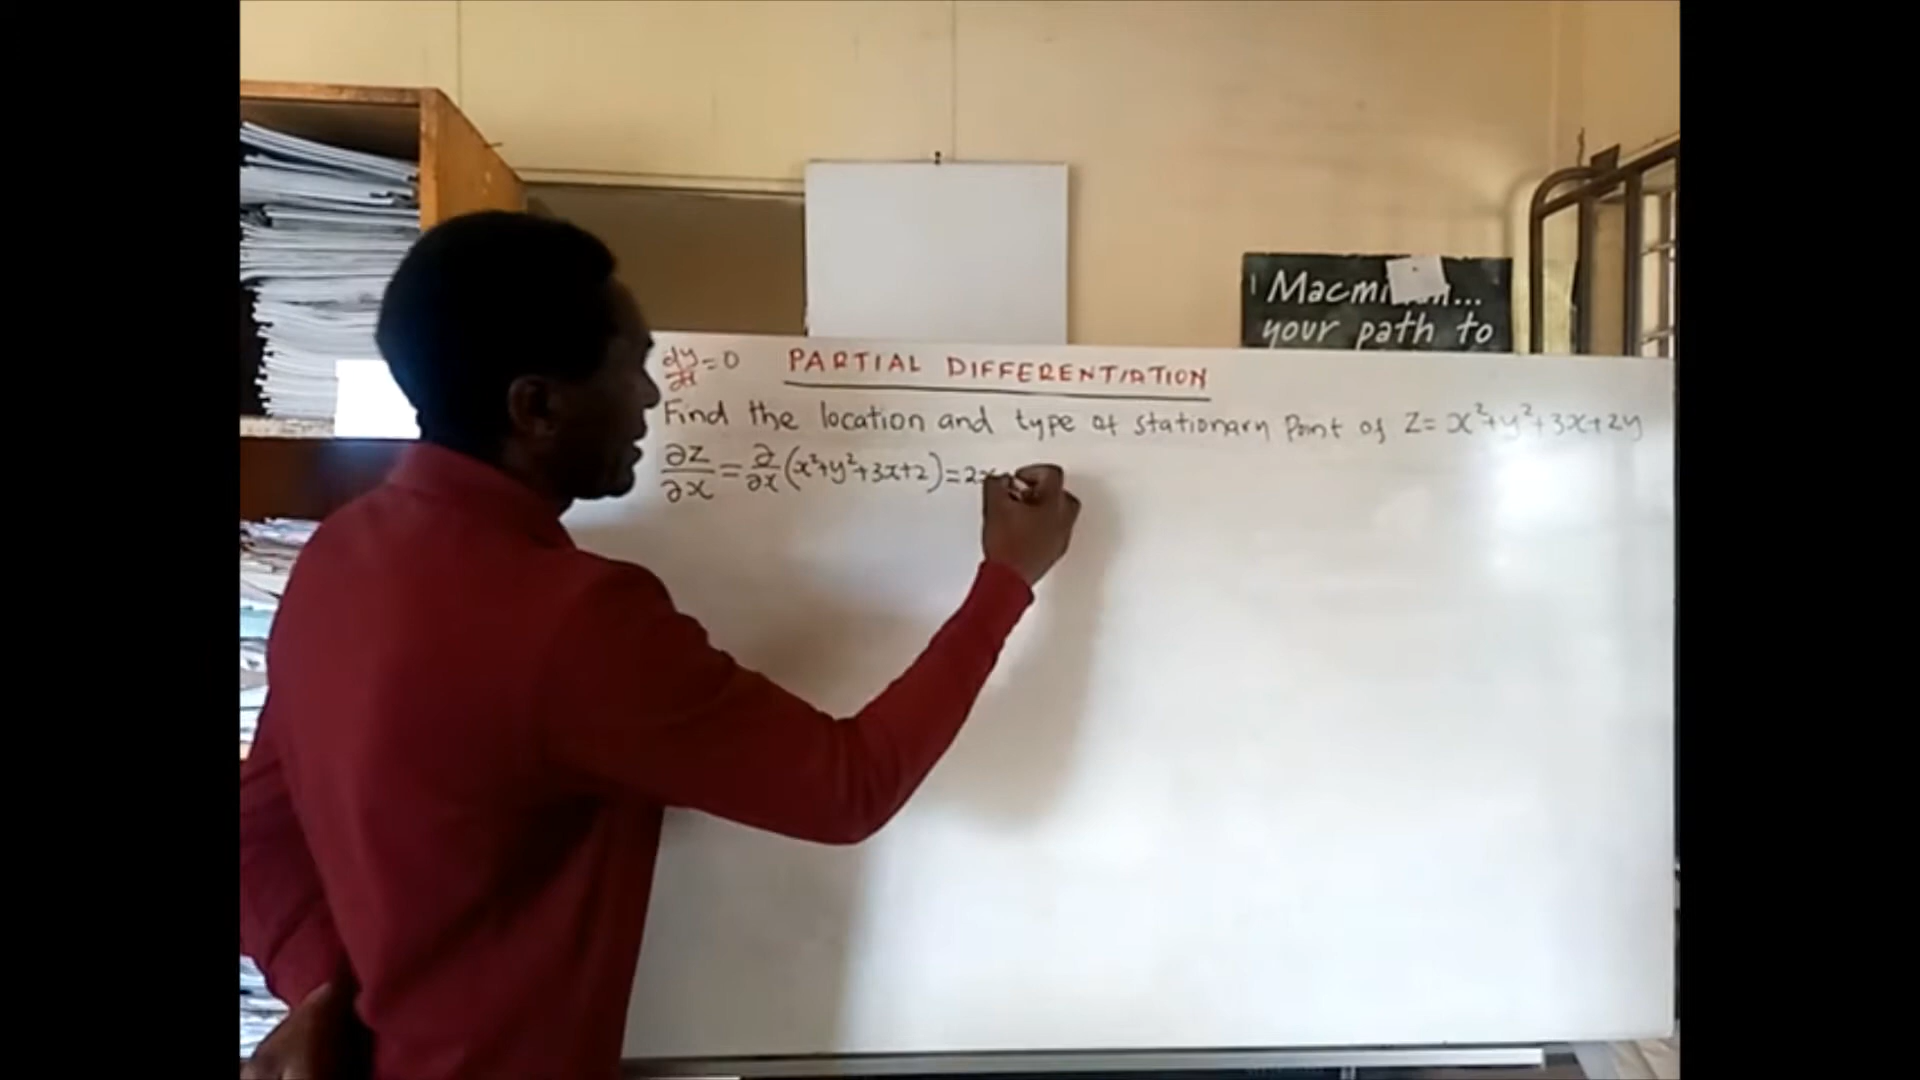 Macmi...
your path to
dy/dx=0 PARTIAL DIFFERENTIATION
Find the location and type of stationary Point of Z= x²+y²+3x+2y
∂Z/∂x = ∂/∂x (x²+y²+3x+2) = 2x